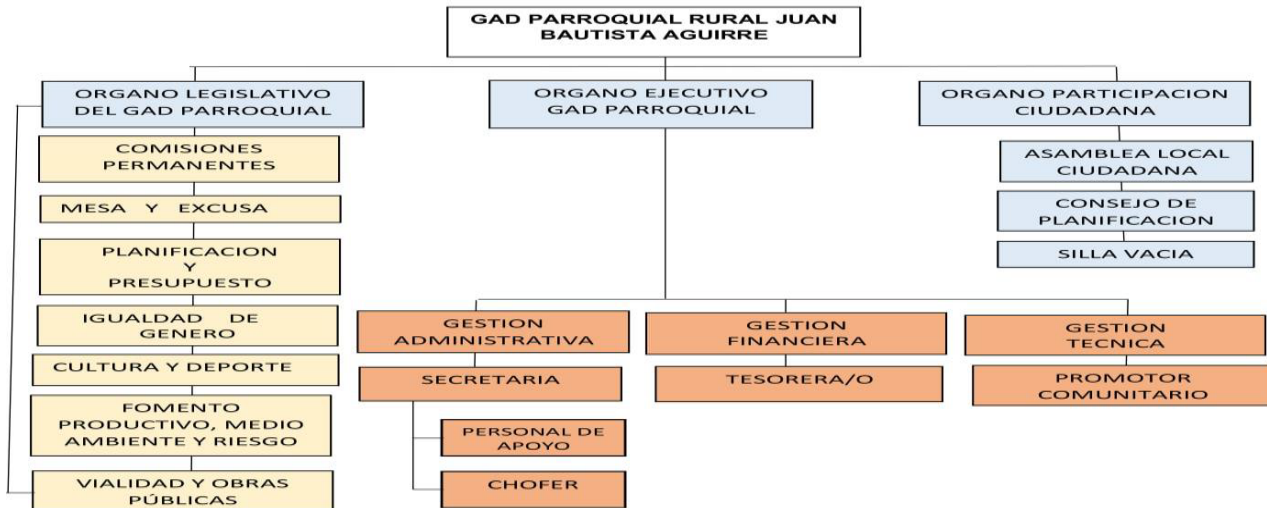 GAD PARROQUIAL RURAL JUAN
BAUTISTA AGUIRRE
ORGANO LEGISLATIVO
DEL GAD PARROQUIAL
COMISIONES
PERMANENTES
MESA Y EXCUSA
PLANIFICACION
Y
PRESUPUESTO
IGUALDAD DE
GENERO
CULTURA Y DEPORTE
FOMENTO
PRODUCTIVO, MEDIO
AMBIENTE Y RIESGO
VIALIDAD Y OBRAS
PÚBLICAS
ORGANO EJECUTIVO
GAD PARROQUIAL
GESTION
ADMINISTRATIVA
SECRETARIA
PERSONAL DE
APOYO
CHOFER
GESTION
FINANCIERA
TESORERA/O
GESTION
TECNICA
PROMOTOR
COMUNITARIO
ORGANO PARTICIPACION
CIUDADANA
ASAMBLEA LOCAL
CIUDADANA
CONSEJO DE
PLANIFICACION
SILLA VACIA